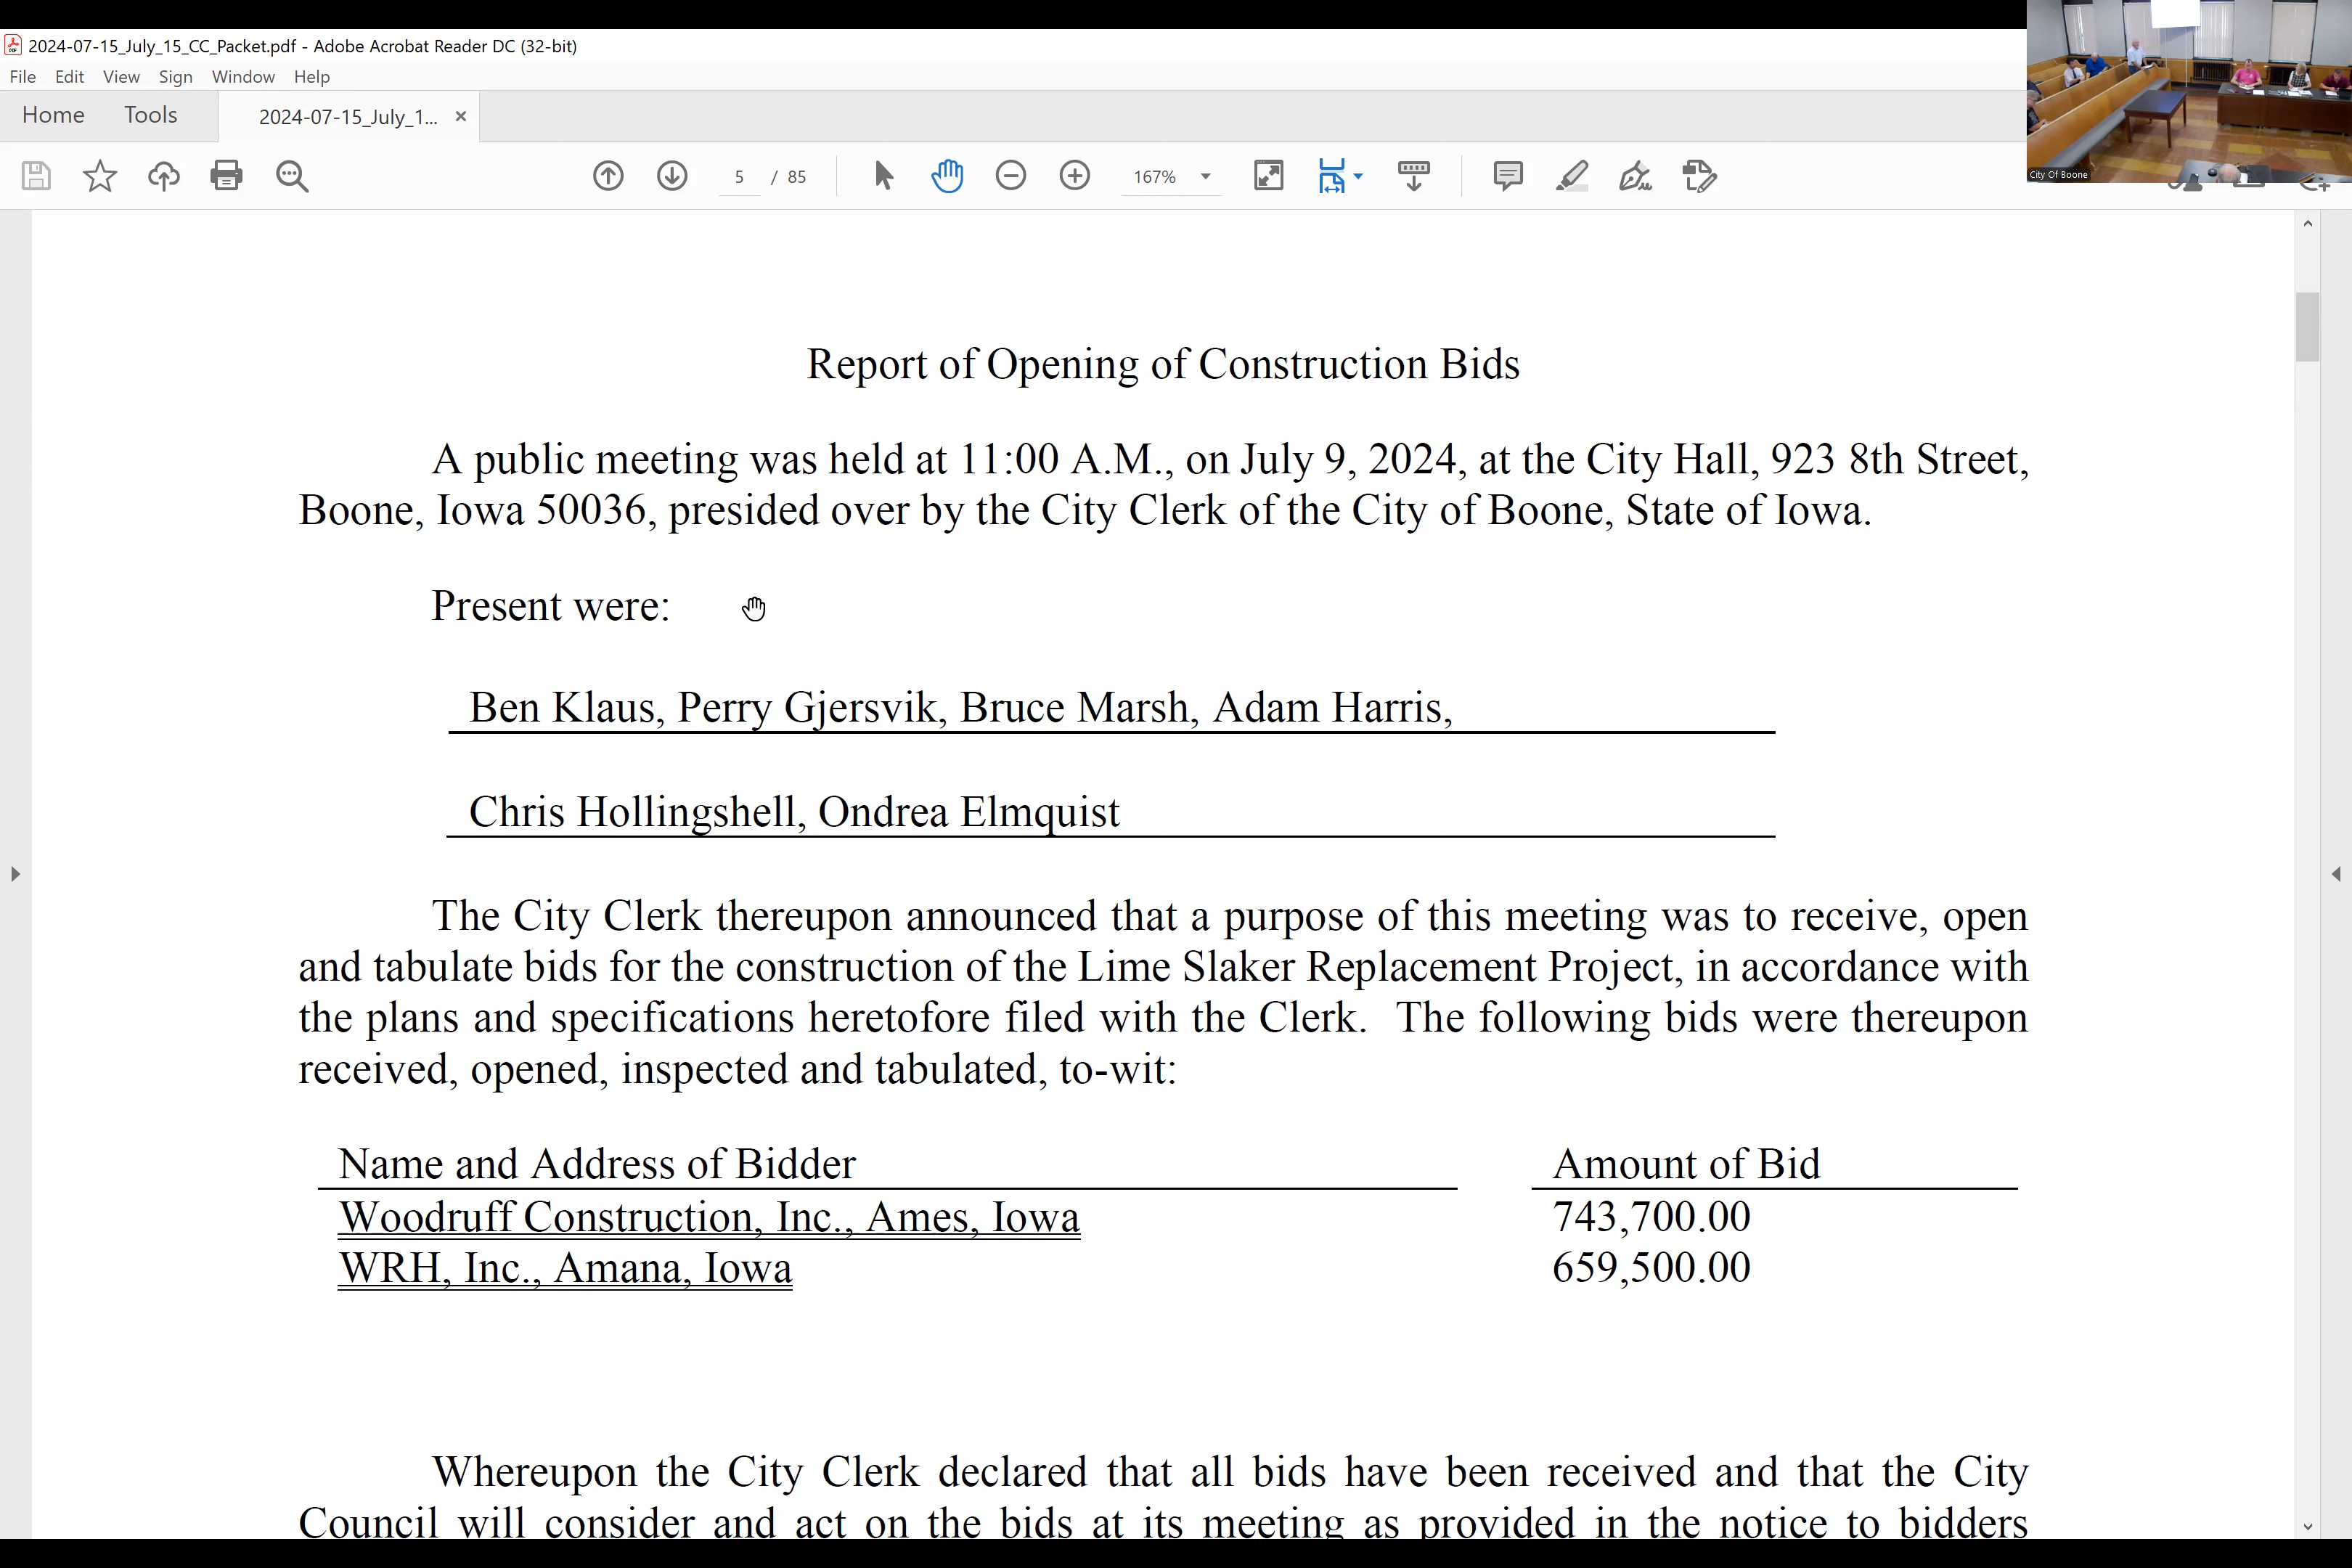 2024-07-15_July_15_CC_Packet.pdf - Adobe Acrobat Reader DC (32-bit)
File Edit View Sign Window Help
Home Tools 2024-07-15_July_1... ×
5 / 85 167%
City Of Boone
Report of Opening of Construction Bids
A public meeting was held at 11:00 A.M., on July 9, 2024, at the City Hall, 923 8th Street,
Boone, Iowa 50036, presided over by the City Clerk of the City of Boone, State of Iowa.
Present were:
Ben Klaus, Perry Gjersvik, Bruce Marsh, Adam Harris,
Chris Hollingshell, Ondrea Elmquist
The City Clerk thereupon announced that a purpose of this meeting was to receive, open
and tabulate bids for the construction of the Lime Slaker Replacement Project, in accordance with
the plans and specifications heretofore filed with the Clerk. The following bids were thereupon
received, opened, inspected and tabulated, to-wit:
Name and Address of Bidder Amount of Bid
Woodruff Construction, Inc., Ames, Iowa 743,700.00
WRH, Inc., Amana, Iowa 659,500.00
Whereupon the City Clerk declared that all bids have been received and that the City
Council will consider and act on the bids at its meeting as provided in the notice to bidders